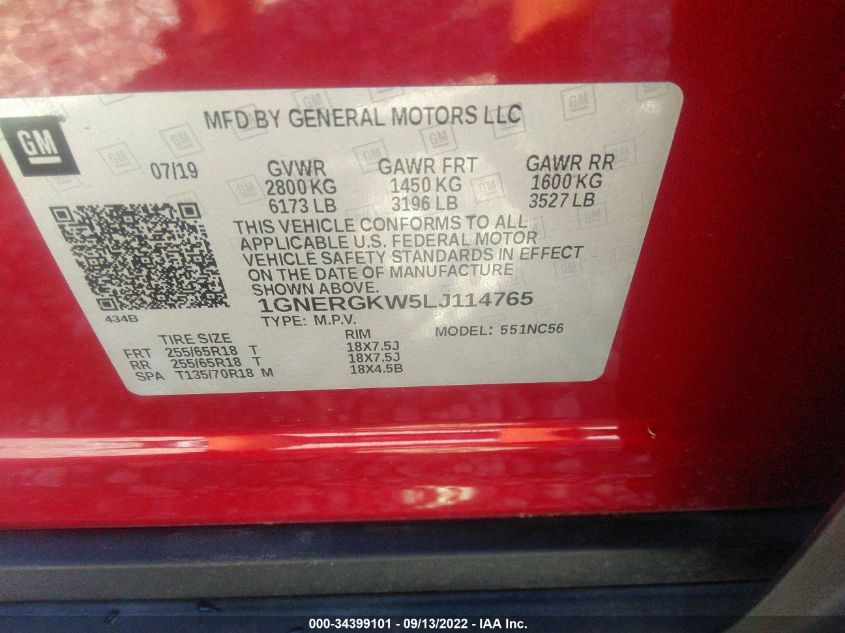 GM
MFD BY GENERAL MOTORS LLC
07/19
GVWR
2800 KG
6173 LB
GAWR FRT
1450 KG
3196 LB
GAWR RR
1600 KG
3527 LB
THIS VEHICLE CONFORMS TO ALL
APPLICABLE U.S. FEDERAL MOTOR
VEHICLE SAFETY STANDARDS IN EFFECT
ON THE DATE OF MANUFACTURE
SHOWN ABOVE.
434B
1GNERGKW5LJ114765
TYPE: M.P.V.
MODEL: 551NC56
TIRE SIZE RIM
FRT 255/65R18 T 18X7.5J
RR 255/65R18 T 18X7.5J
SPA T135/70R18 M 18X4.5B
000-34399101 - 09/13/2022 - IAA Inc.